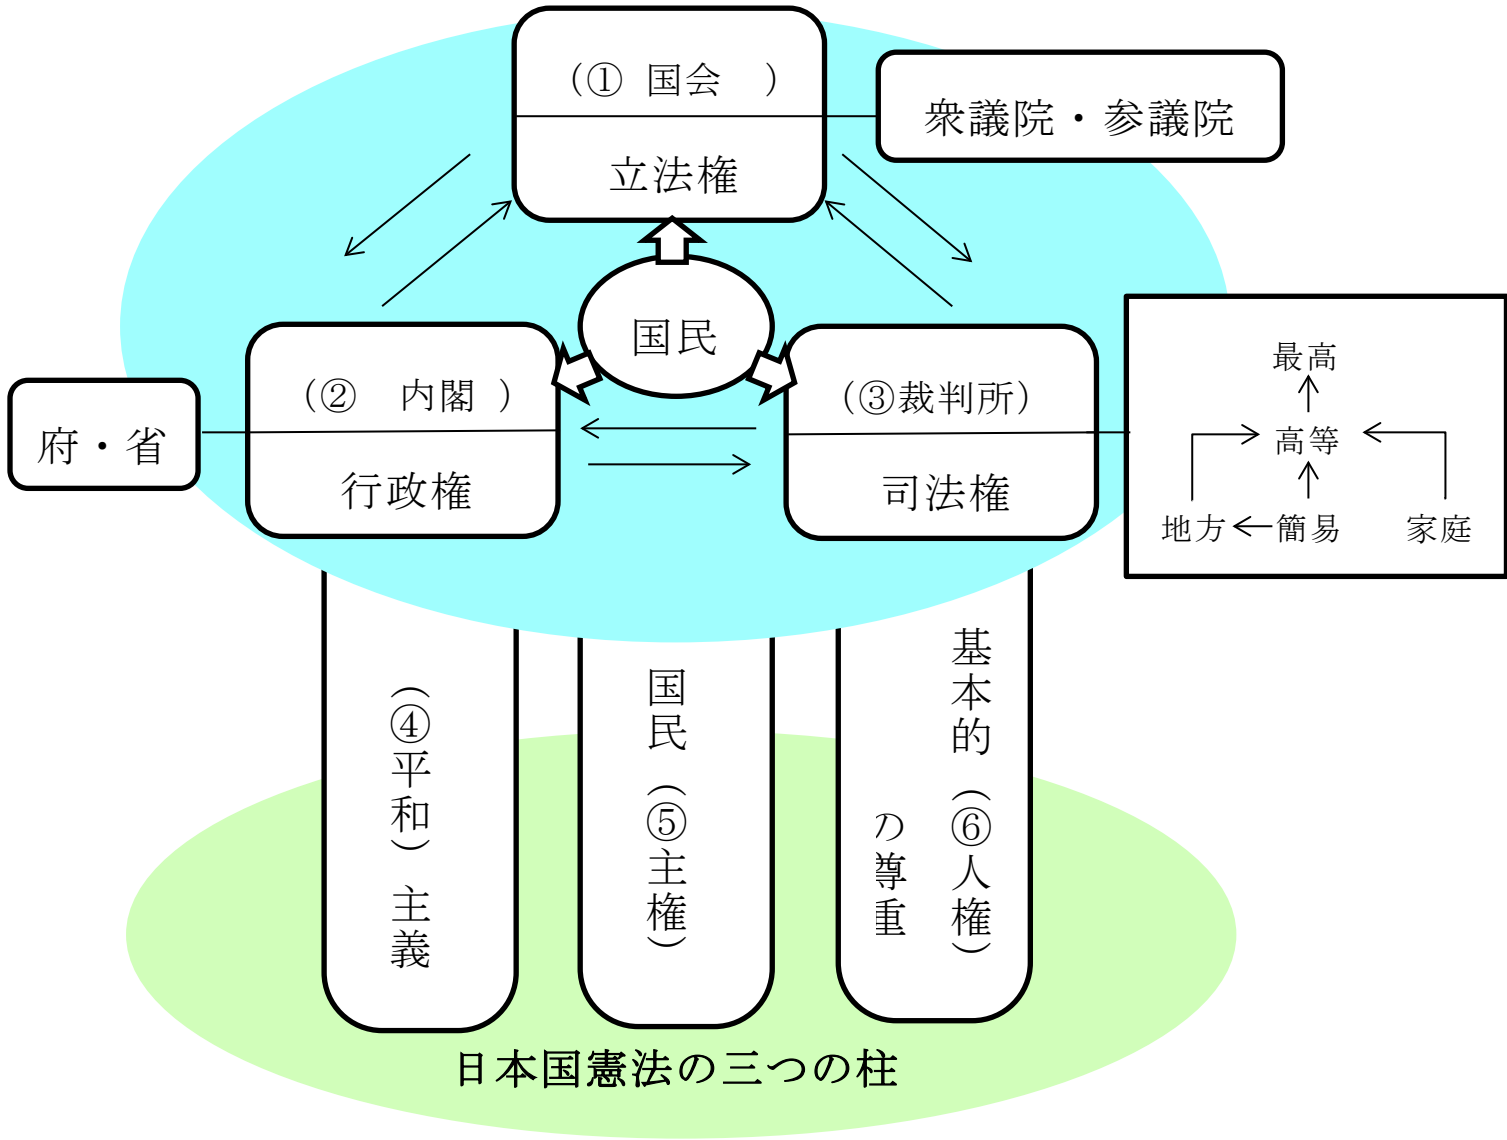 (① 国会　)
立法権
衆議院・参議院
国民
(②　内閣 )
行政権
府・省
(③裁判所)
司法権
最高
高等
地方
簡易
家庭
(④平和) 主義
国民 (⑤主権)
基本的 (⑥人権)
の尊重
日本国憲法の三つの柱